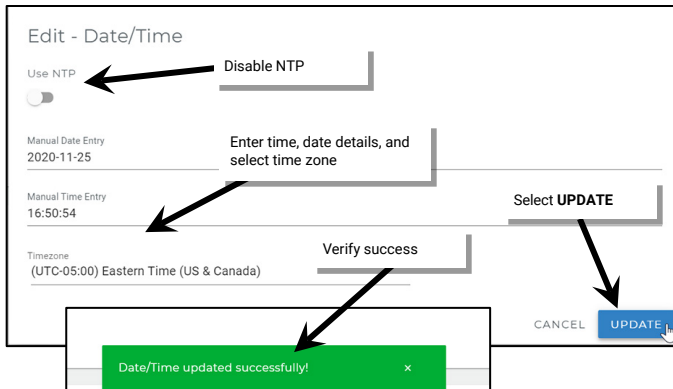 Edit - Date/Time
Use NTP
Disable NTP
Manual Date Entry
2020-11-25
Enter time, date details, and
select time zone
Manual Time Entry
16:50:54
Select UPDATE
Timezone
(UTC-05:00) Eastern Time (US & Canada)
Verify success
CANCEL
UPDATE
Date/Time updated successfully!
×